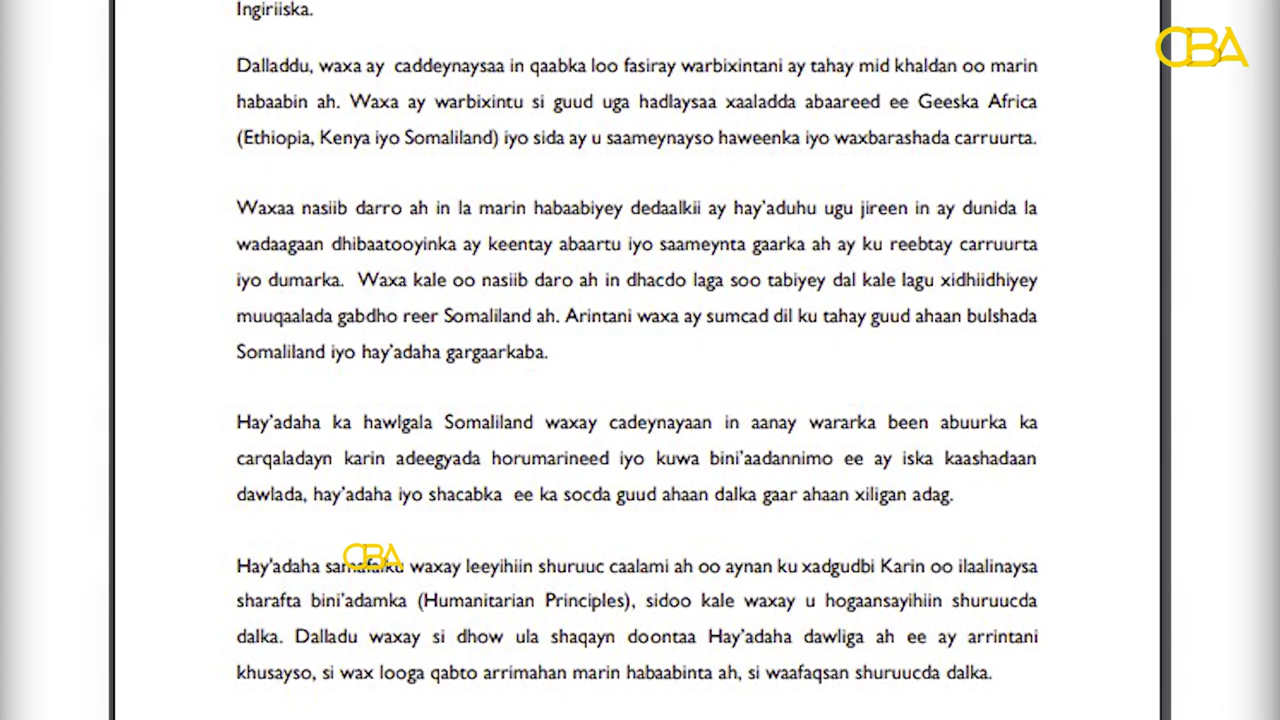 Ingiriiska.
CBA
Dalladdu, waxa ay caddeynaysaa in qaabka loo fasiray warbixintani ay tahay mid khaldan oo marin
habaabin ah. Waxa ay warbixintu si guud uga hadlaysaa xaaladda abaareed ee Geeska Africa
(Ethiopia, Kenya iyo Somaliland) iyo sida ay u saameynayso haweenka iyo waxbarashada carruurta.
Waxaa nasiib darro ah in la marin habaabiyey dedaalkii ay hay'aduhu ugu jireen in ay dunida la
wadaagaan dhibaatooyinka ay keentay abaartu iyo saameynta gaarka ah ay ku reebtay carruurta
iyo dumarka. Waxa kale oo nasiib daro ah in dhacdo laga soo tabiyey dal kale lagu xidhiidhiyey
muuqaalada gabdho reer Somaliland ah. Arintani waxa ay sumcad dil ku tahay guud ahaan bulshada
Somaliland iyo hay'adaha gargaarkaba.
Hay'adaha ka hawlgala Somaliland waxay cadeynayaan in aanay wararka been abuurka ka
carqaladayn karin adeegyada horumarineed iyo kuwa bini'aadannimo ee ay iska kaashadaan
dawlada, hay'adaha iyo shacabka ee ka socda guud ahaan dalka gaar ahaan xiligan adag.
CBA
Hay'adaha samafalku waxay leeyihiin shuruuc caalami ah oo aynan ku xadgudbi Karin oo ilaalinaysa
sharafta bini'adamka (Humanitarian Principles), sidoo kale waxay u hogaansayihiin shuruucda
dalka. Dalladu waxay si dhow ula shaqayn doontaa Hay'adaha dawliga ah ee ay arrintani
khusayso, si wax looga qabto arrimahan marin habaabinta ah, si waafaqsan shuruucda dalka.